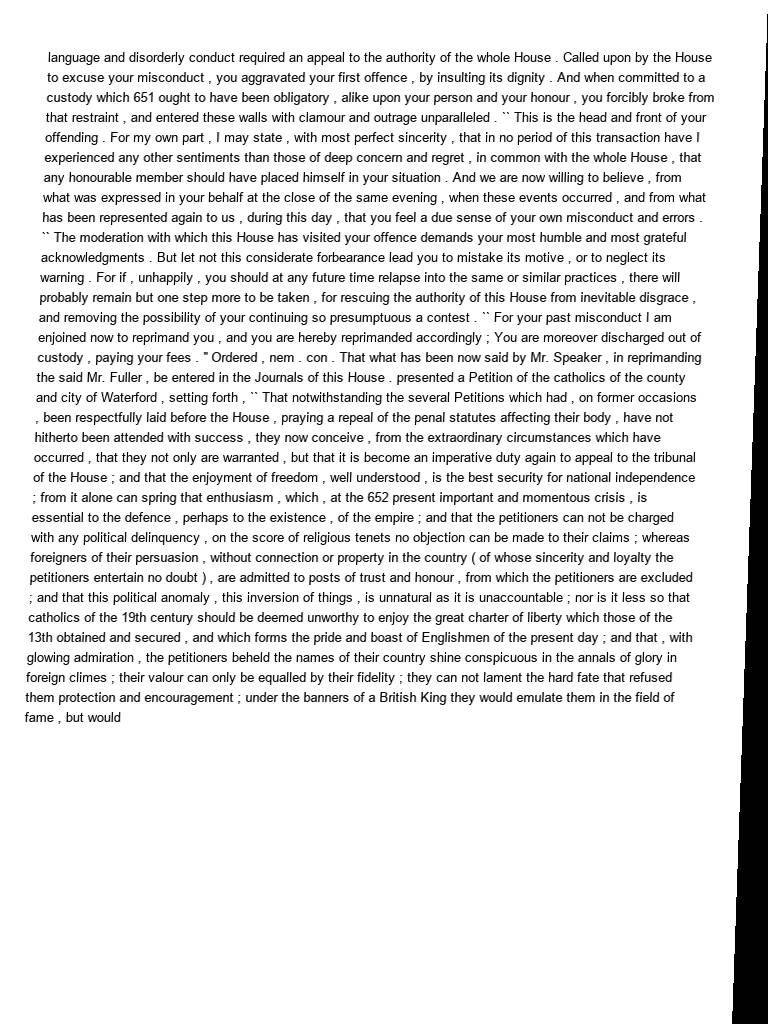 language and disorderly conduct required an appeal to the authority of the whole House . Called upon by the House
to excuse your misconduct , you aggravated your first offence , by insulting its dignity . And when committed to a
custody which 651 ought to have been obligatory , alike upon your person and your honour , you forcibly broke from
that restraint , and entered these walls with clamour and outrage unparalleled . `` This is the head and front of your
offending . For my own part , I may state , with most perfect sincerity , that in no period of this transaction have I
experienced any other sentiments than those of deep concern and regret , in common with the whole House , that
any honourable member should have placed himself in your situation . And we are now willing to believe , from
what was expressed in your behalf at the close of the same evening , when these events occurred , and from what
has been represented again to us , during this day , that you feel a due sense of your own misconduct and errors .
`` The moderation with which this House has visited your offence demands your most humble and most grateful
acknowledgments . But let not this considerate forbearance lead you to mistake its motive , or to neglect its
warning . For if , unhappily , you should at any future time relapse into the same or similar practices , there will
probably remain but one step more to be taken , for rescuing the authority of this House from inevitable disgrace ,
and removing the possibility of your continuing so presumptuous a contest . `` For your past misconduct I am
enjoined now to reprimand you , and you are hereby reprimanded accordingly ; You are moreover discharged out of
custody , paying your fees . '' Ordered , nem . con . That what has been now said by Mr. Speaker , in reprimanding
the said Mr. Fuller , be entered in the Journals of this House . presented a Petition of the catholics of the county
and city of Waterford , setting forth , `` That notwithstanding the several Petitions which had , on former occasions
, been respectfully laid before the House , praying a repeal of the penal statutes affecting their body , have not
hitherto been attended with success , they now conceive , from the extraordinary circumstances which have
occurred , that they not only are warranted , but that it is become an imperative duty again to appeal to the tribunal
of the House ; and that the enjoyment of freedom , well understood , is the best security for national independence
; from it alone can spring that enthusiasm , which , at the 652 present important and momentous crisis , is
essential to the defence , perhaps to the existence , of the empire ; and that the petitioners can not be charged
with any political delinquency , on the score of religious tenets no objection can be made to their claims ; whereas
foreigners of their persuasion , without connection or property in the country ( of whose sincerity and loyalty the
petitioners entertain no doubt ) , are admitted to posts of trust and honour , from which the petitioners are excluded
; and that this political anomaly , this inversion of things , is unnatural as it is unaccountable ; nor is it less so that
catholics of the 19th century should be deemed unworthy to enjoy the great charter of liberty which those of the
13th obtained and secured , and which forms the pride and boast of Englishmen of the present day ; and that , with
glowing admiration , the petitioners beheld the names of their country shine conspicuous in the annals of glory in
foreign climes ; their valour can only be equalled by their fidelity ; they can not lament the hard fate that refused
them protection and encouragement ; under the banners of a British King they would emulate them in the field of
fame , but would